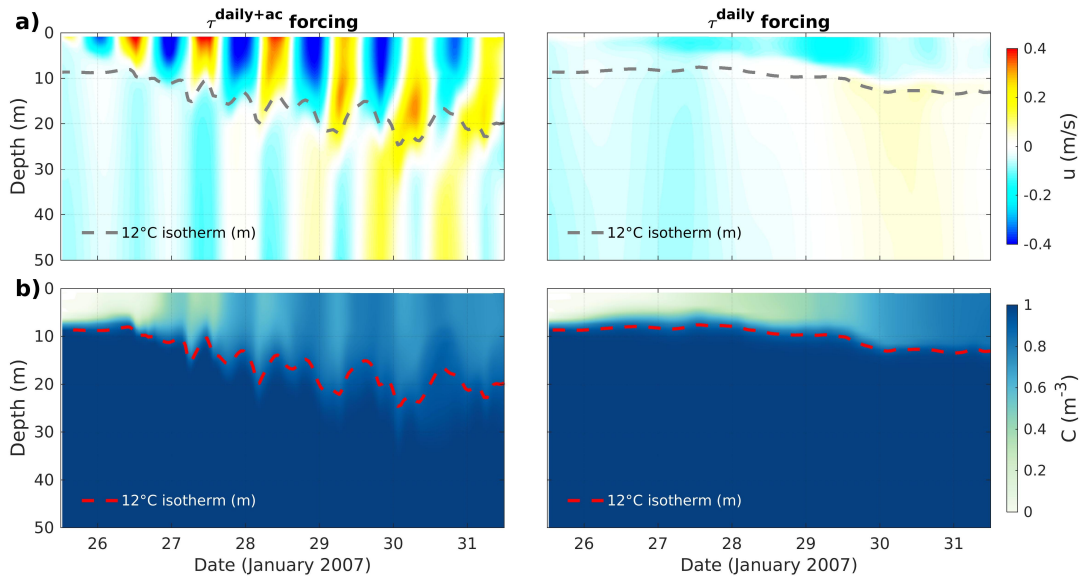 a)
τ^daily+ac forcing
τ^daily forcing
0
10
20
30
40
50
Depth (m)
12°C isotherm (m)
12°C isotherm (m)
0.4
0.2
0
-0.2
-0.4
u (m/s)
b)
0
10
20
30
40
50
Depth (m)
12°C isotherm (m)
12°C isotherm (m)
1
0.8
0.6
0.4
0.2
0
C (m^-3)
26 27 28 29 30 31
26 27 28 29 30 31
Date (January 2007)
Date (January 2007)